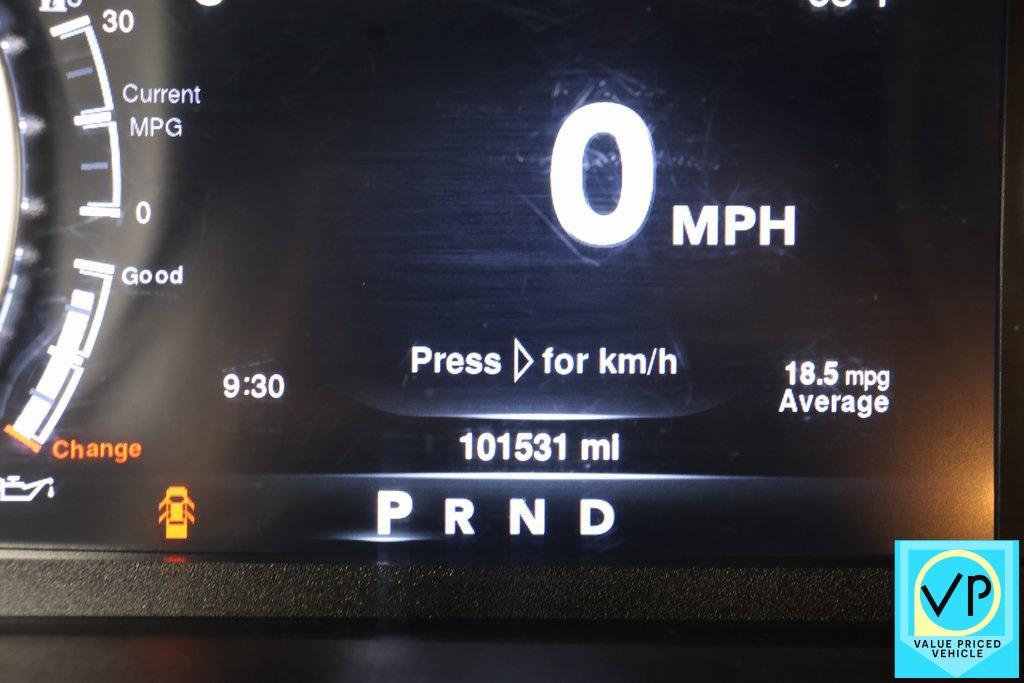 30
Current
MPG
0
0 MPH
Good
Press for km/h
9:30
18.5 mpg
Average
Change
101531 mi
P R N D
VP
VALUE PRICED
VEHICLE